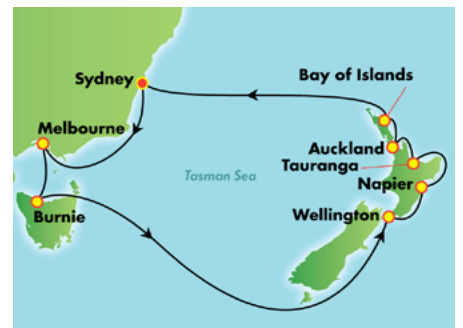 Bay of Islands
Sydney
Melbourne
Auckland
Tauranga
Tasman Sea
Napier
Burnie
Wellington